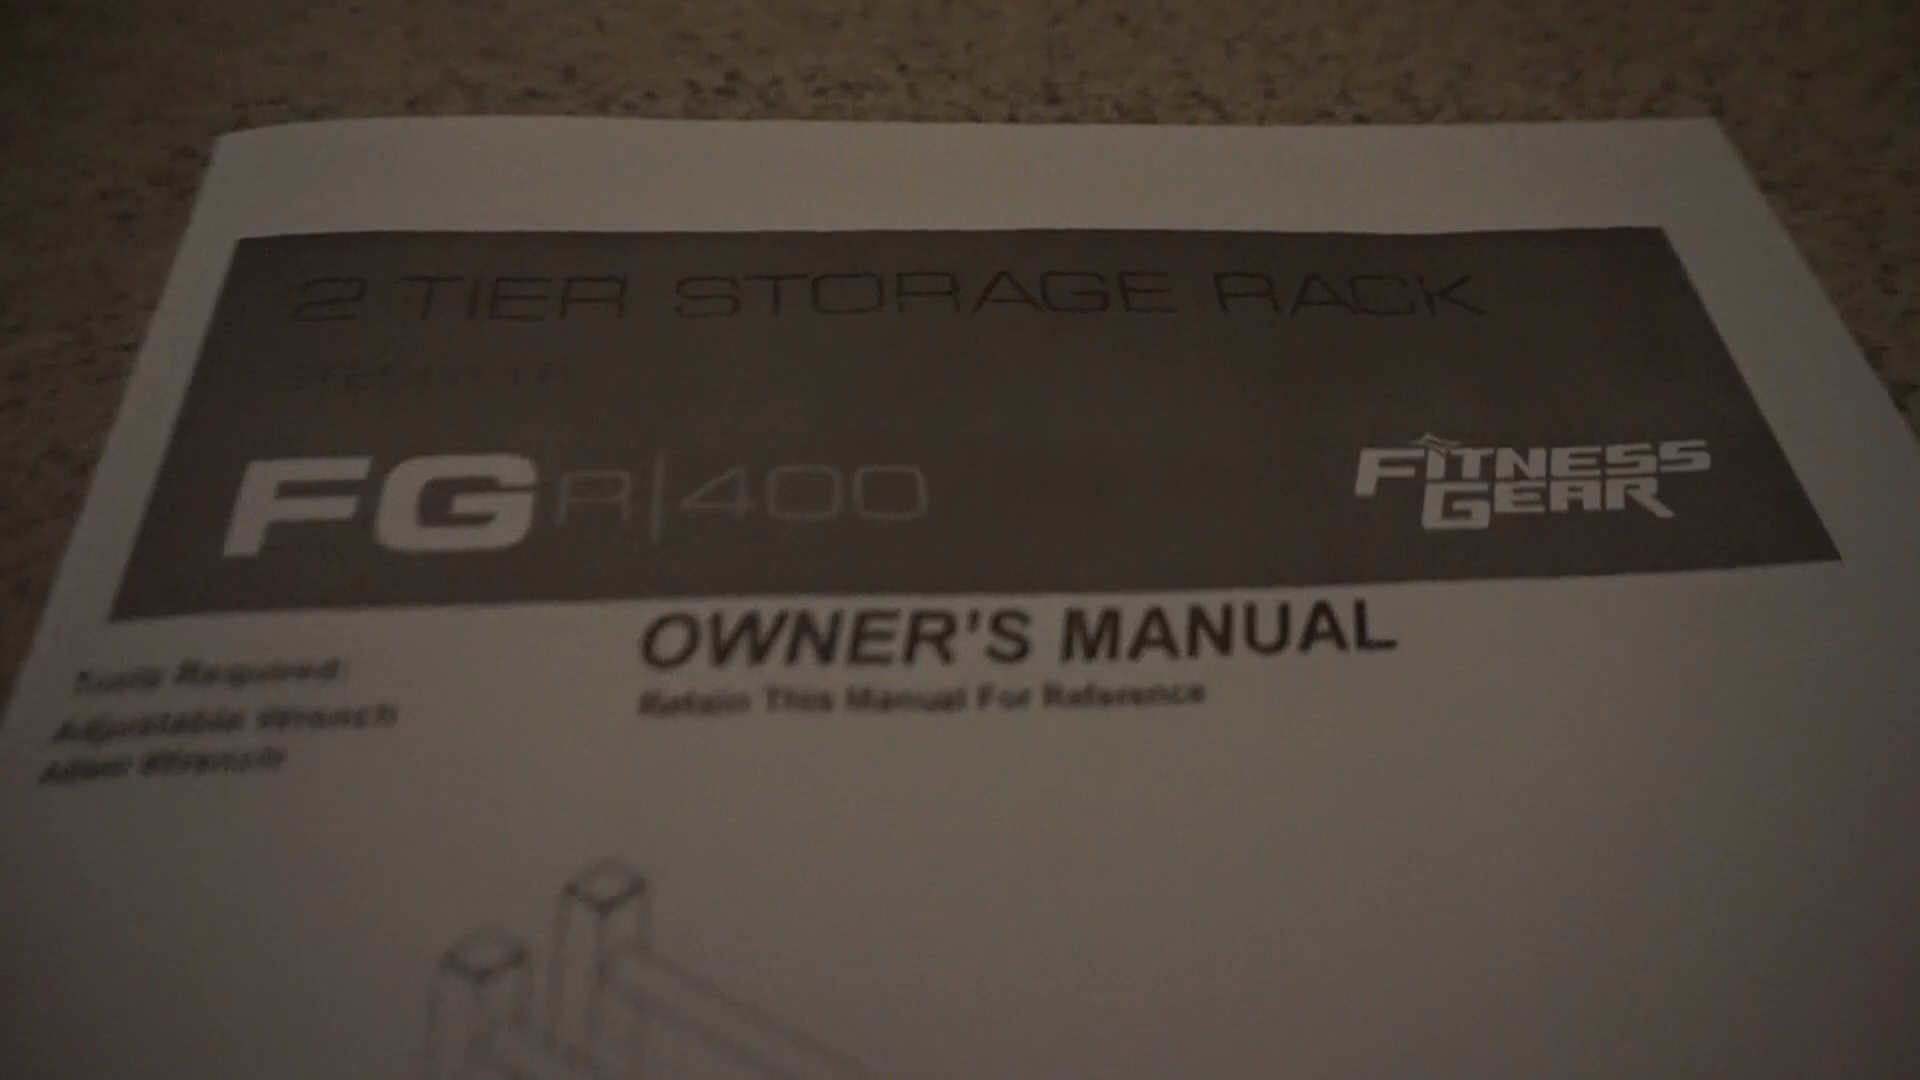 2 TIER STORAGE RACK
FGR|400
FITNESS
GEAR
OWNER'S MANUAL
Retain This Manual For Reference
Tools Required:
Adjustable Wrench
Allen Wrench